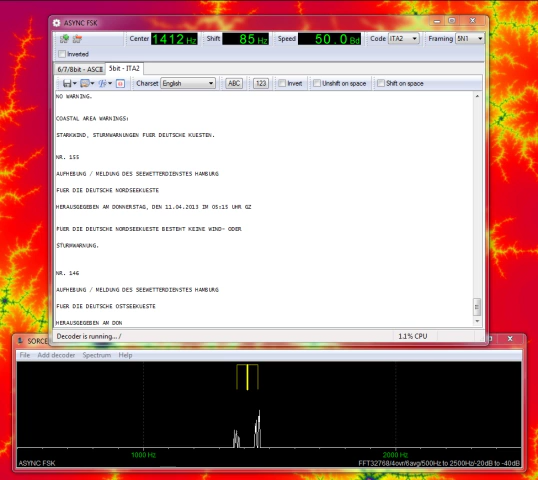 ASYNC FSK
Center 1412 Hz Shift 85 Hz Speed 50.0 Bd Code ITA2 Framing 5N1
Inverted
6/7/8bit - ASCII 5bit - ITA2
Charset English ABC 123 Invert Unshift on space Shift on space
NO WARNING.
COASTAL AREA WARNINGS:
STARKWIND, STURMWARNUNGEN FUER DEUTSCHE KUESTEN.
NR. 155
AUFHEBUNG / MELDUNG DES SEEWETTERDIENSTES HAMBURG
FUER DIE DEUTSCHE NORDSEEKUESTE
HERAUSGEGEBEN AM DONNERSTAG, DEN 11.04.2013 IM 05:15 UHR GZ
FUER DIE DEUTSCHE NORDSEEKUESTE BESTEHT KEINE WIND- ODER
STURMWARNUNG.
NR. 146
AUFHEBUNG / MELDUNG DES SEEWETTERDIENSTES HAMBURG
FUER DIE DEUTSCHE OSTSEEKUESTE
HERAUSGEGEBEN AM DON
Decoder is running... / 1.1% CPU
SORCE
File Add decoder Spectrum Help
1000 Hz 2000 Hz
ASYNC FSK FFT32768/4ovr/6avg/500Hz to 2500Hz/-20dB to -40dB